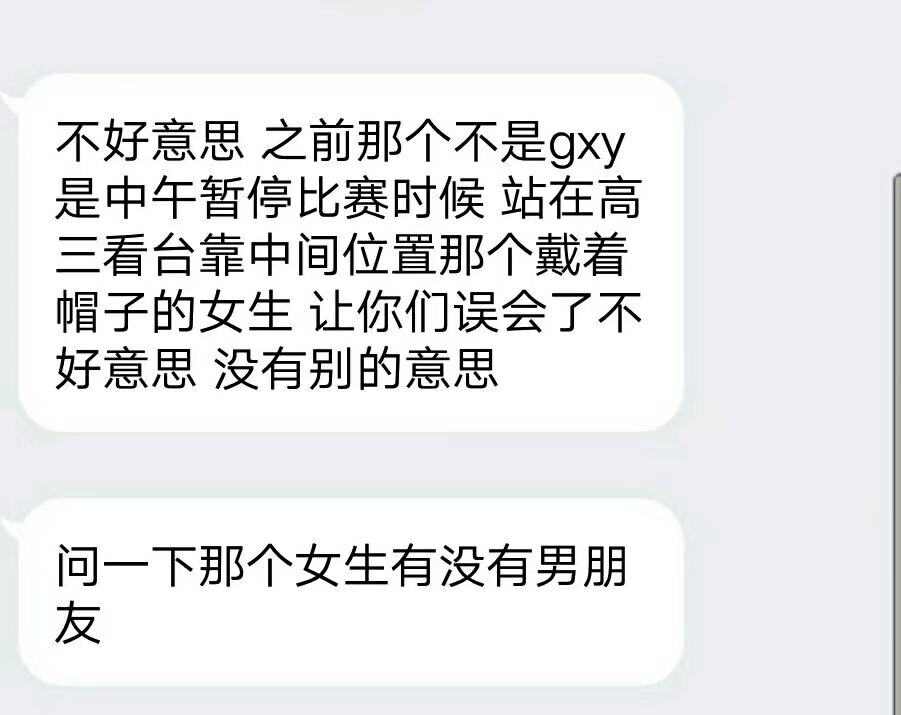 不好意思 之前那个不是gxy
是中午暂停比赛时候 站在高
三看台靠中间位置那个戴着
帽子的女生 让你们误会了不
好意思 没有别的意思
问一下那个女生有没有男朋
友